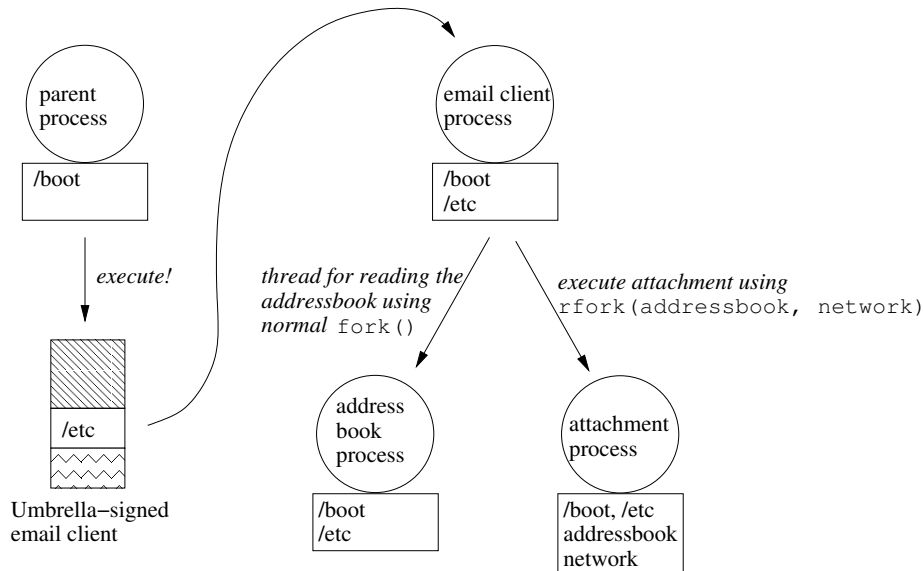 parent
process
/boot
execute!
/etc
Umbrella−signed
email client
email client
process
/boot
/etc
thread for reading the
addressbook using
normal fork()
execute attachment using
rfork(addressbook, network)
address
book
process
/boot
/etc
attachment
process
/boot, /etc
addressbook
network